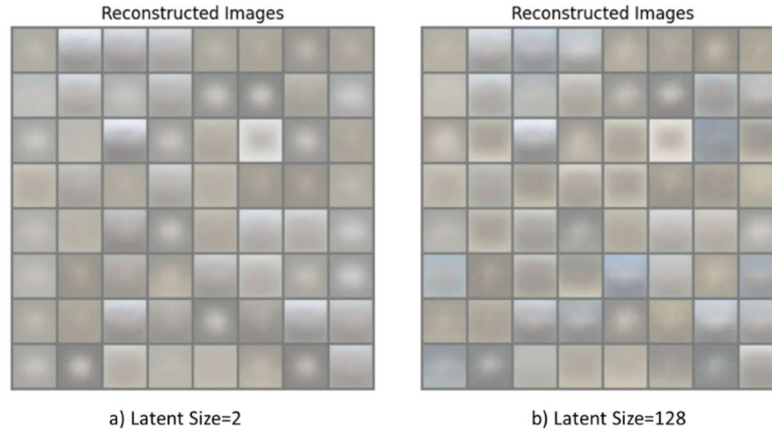 Reconstructed Images
Reconstructed Images
a) Latent Size=2
b) Latent Size=128